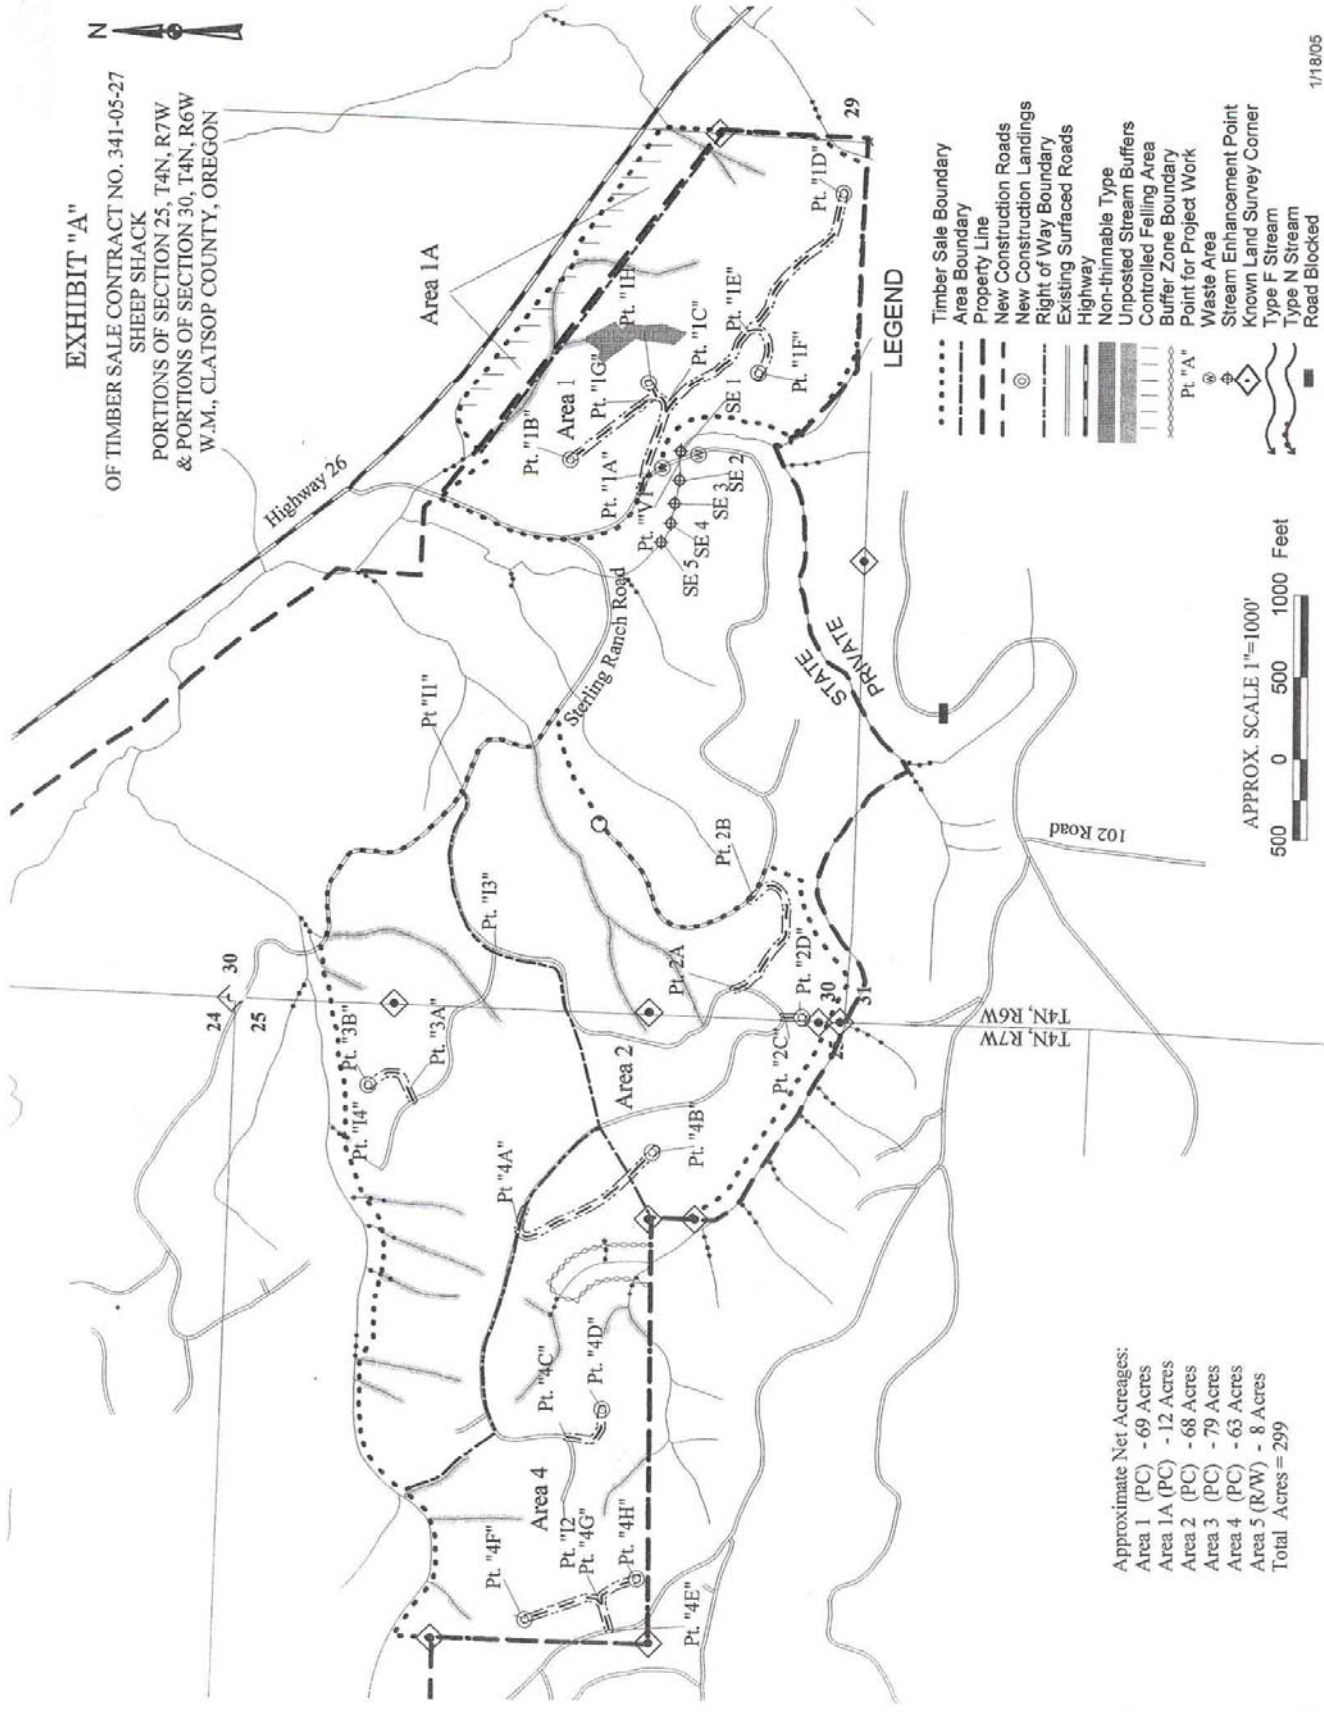 EXHIBIT "A"
OF TIMBER SALE CONTRACT NO. 341-05-27
SHEEP SHACK
PORTIONS OF SECTION 25, T4N, R7W
& PORTIONS OF SECTION 30, T4N, R6W
W.M., CLATSOP COUNTY, OREGON
N
Highway 26
Area 1A
Area 1
Pt. "1B"
Pt. "1G"
Pt. "1H"
Pt. "1A"
Pt. "1C"
Pt. "1E"
Pt. "1F"
Pt. "1D"
29
SE 1
SE 2
SE 3
SE 4
SE 5
Sterling Ranch Road
STATE
PRIVATE
Pt "I1"
Pt. "I3"
Pt. 2B
Pt. 2A
Pt. "2D"
Pt. "2C"
30
31
24
30
25
Pt. "3B"
Pt. "3A"
Pt. "I4"
Area 2
T4N, R6W
T4N, R7W
102 Road
Pt "4A"
Pt. "4B"
Pt. "4C"
Pt. "4D"
Area 4
Pt. "I2
Pt. "4F"
Pt. "4G"
Pt. "4H"
Pt. "4E"
LEGEND
Timber Sale Boundary
Area Boundary
Property Line
New Construction Roads
New Construction Landings
Right of Way Boundary
Existing Surfaced Roads
Highway
Non-thinnable Type
Unposted Stream Buffers
Controlled Felling Area
Buffer Zone Boundary
Pt. "A" Point for Project Work
W Waste Area
Stream Enhancement Point
Known Land Survey Corner
Type F Stream
Type N Stream
Road Blocked
APPROX. SCALE 1"=1000'
500 0 500 1000 Feet
Approximate Net Acreages:
Area 1 (PC) - 69 Acres
Area 1A (PC) - 12 Acres
Area 2 (PC) - 68 Acres
Area 3 (PC) - 79 Acres
Area 4 (PC) - 63 Acres
Area 5 (R/W) - 8 Acres
Total Acres = 299
1/18/05